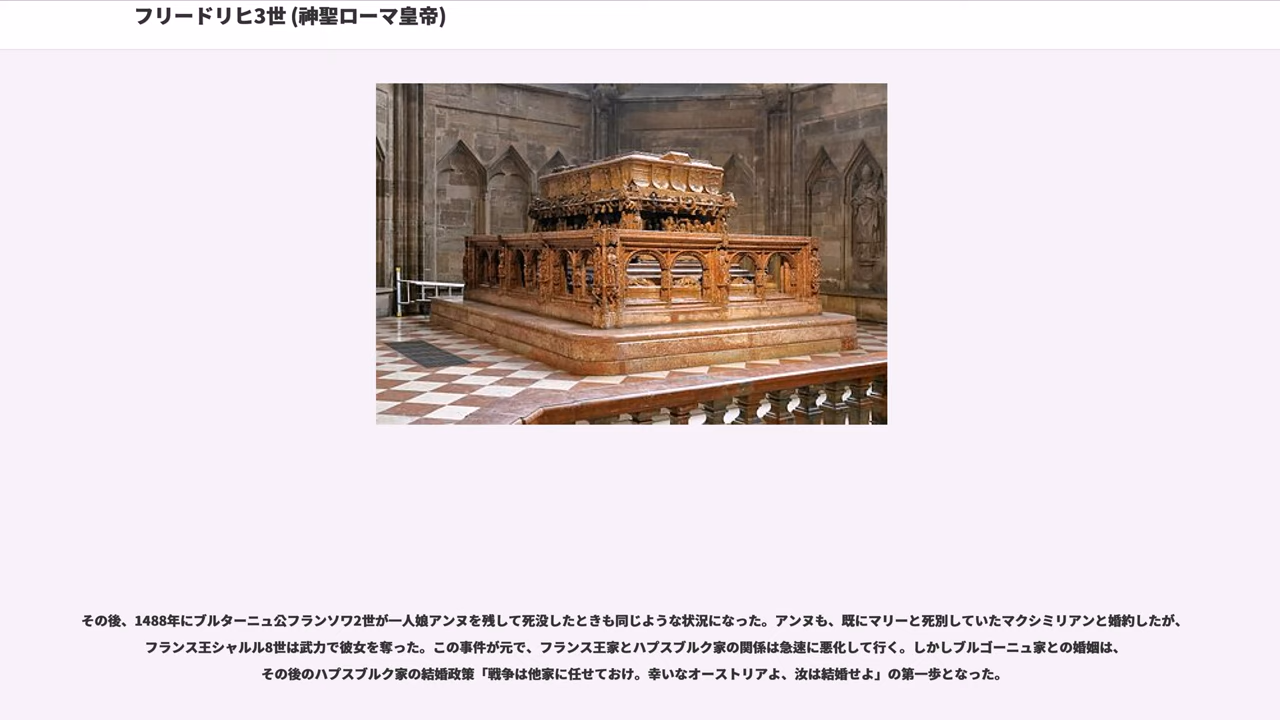 フリードリヒ3世 (神聖ローマ皇帝)
その後、1488年にブルターニュ公フランソワ2世が一人娘アンヌを残して死没したときも同じような状況になった。アンヌも、既にマリーと死別していたマクシミリアンと婚約したが、
フランス王シャルル8世は武力で彼女を奪った。この事件が元で、フランス王家とハプスブルク家の関係は急速に悪化して行く。しかしブルゴーニュ家との婚姻は、
その後のハプスブルク家の結婚政策「戦争は他家に任せておけ。幸いなオーストリアよ、汝は結婚せよ」の第一歩となった。